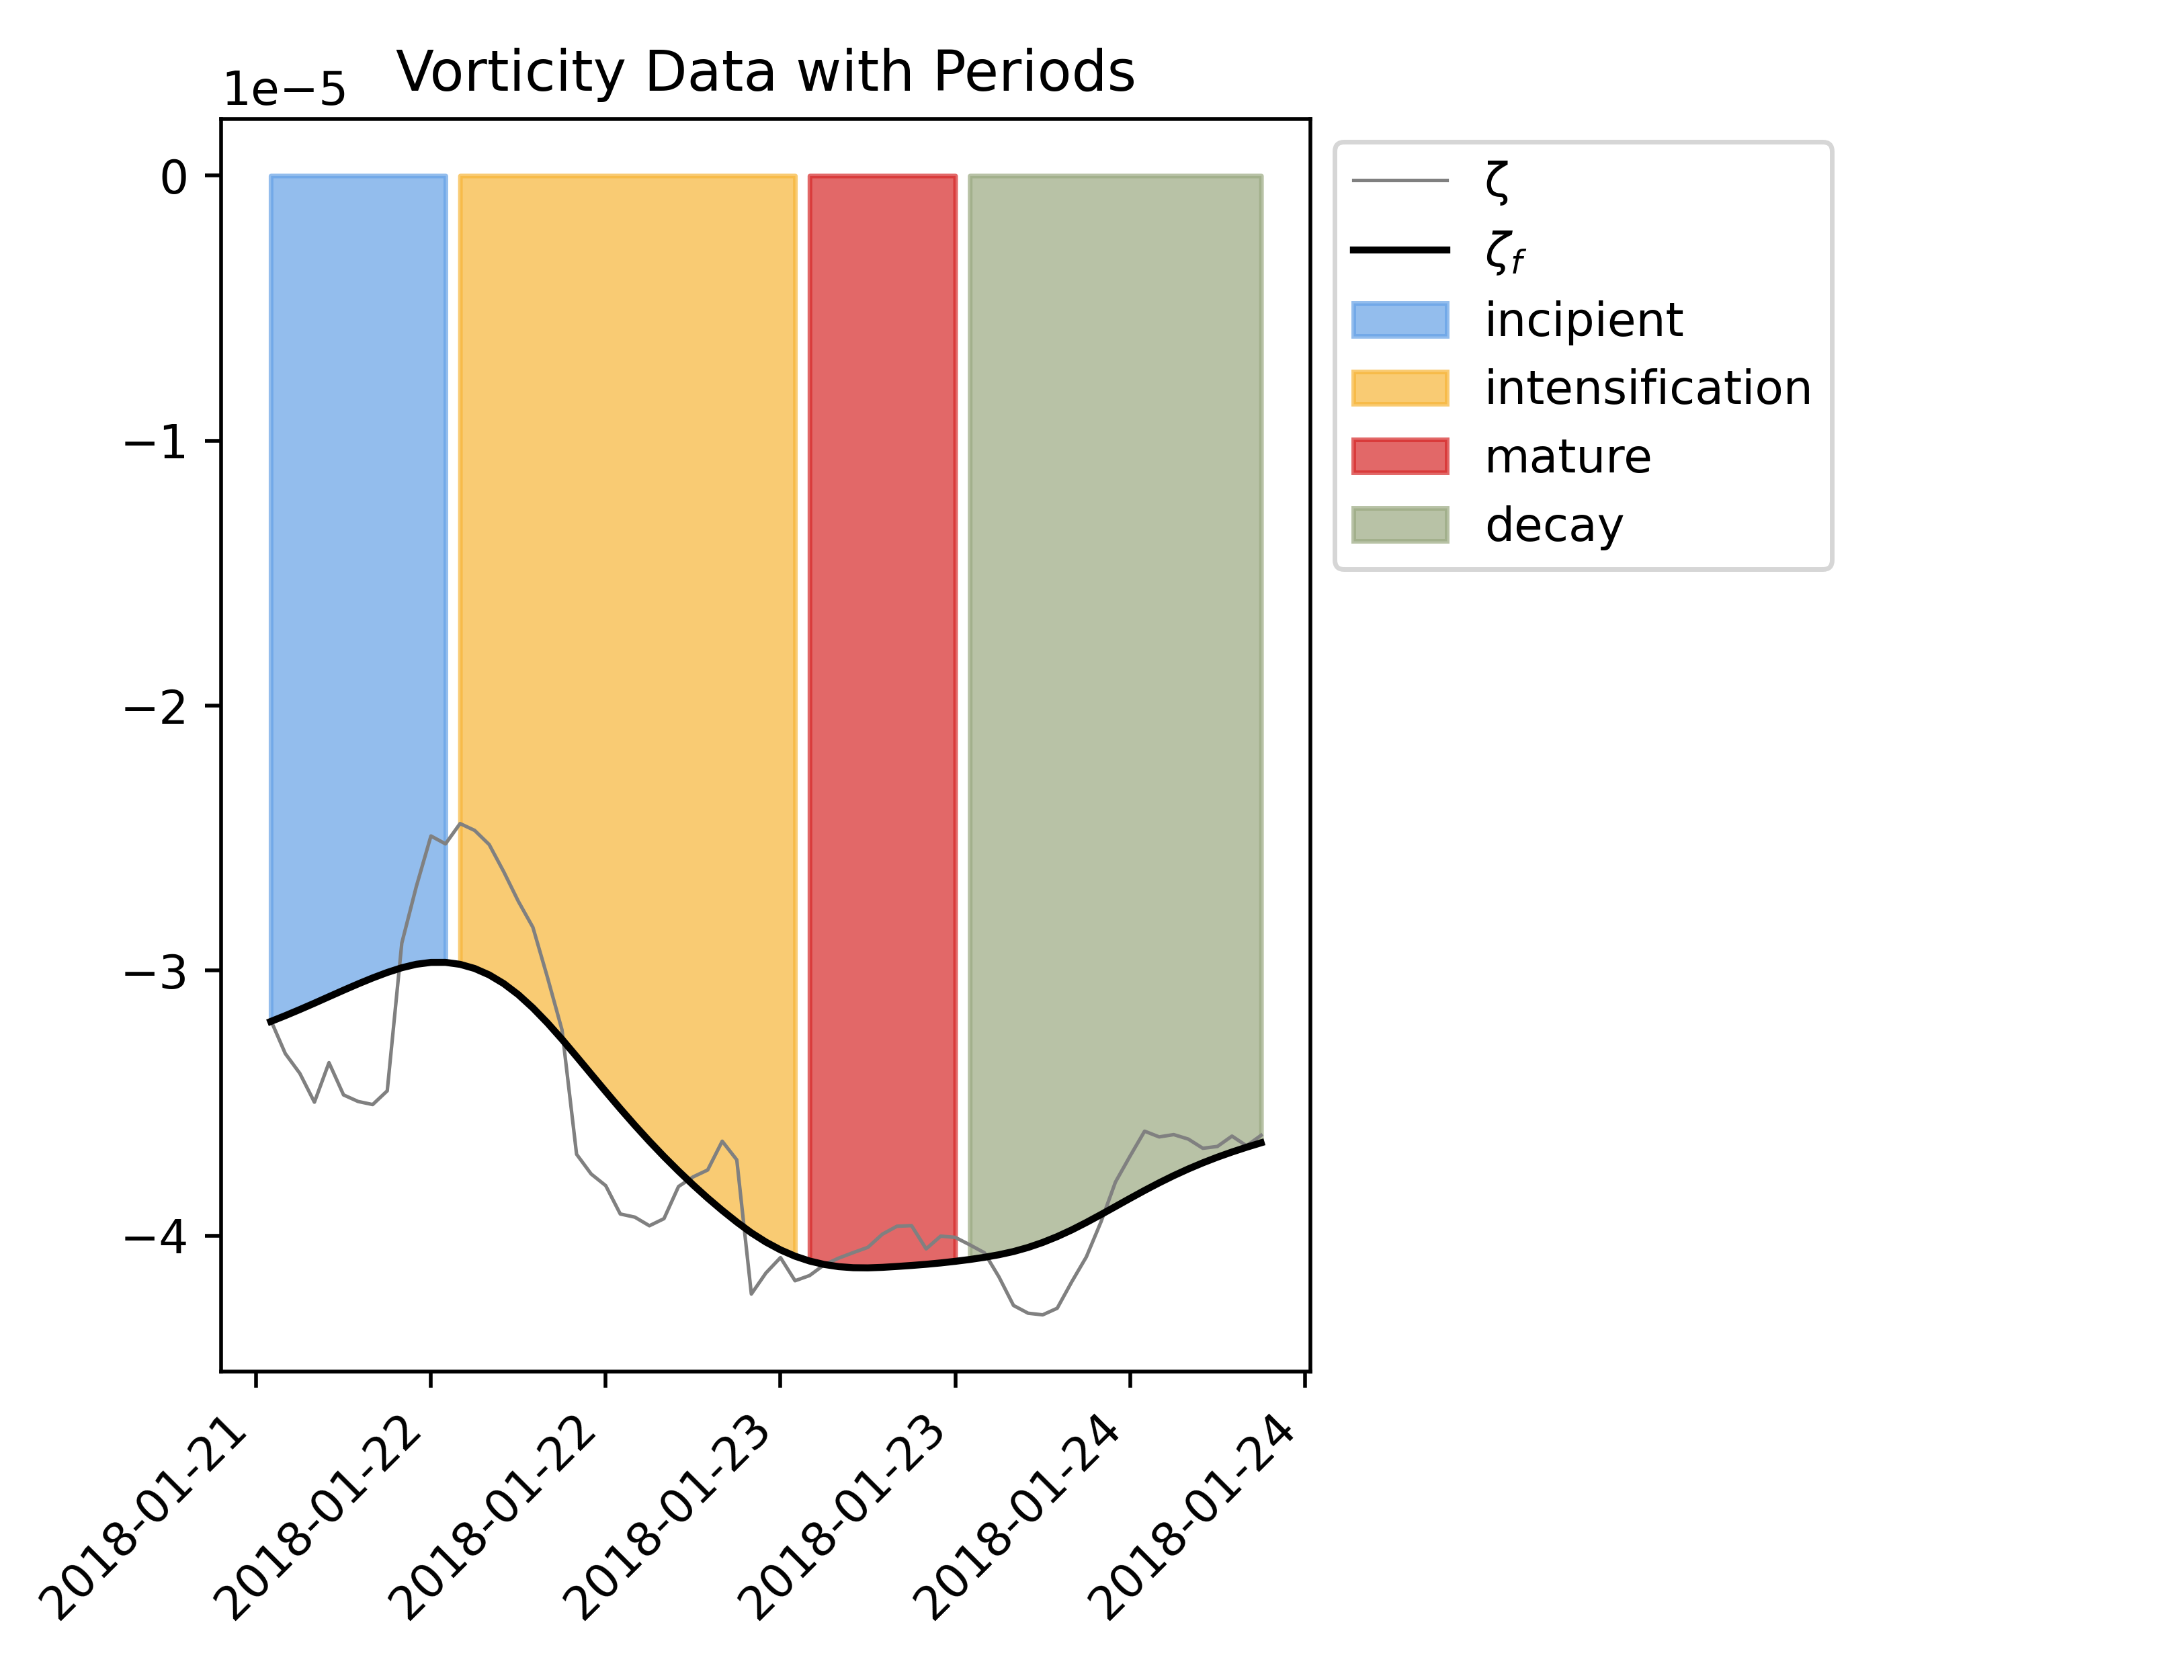 Vorticity Data with Periods
1e−5
0
−1
−2
−3
−4
2018-01-21
2018-01-22
2018-01-22
2018-01-23
2018-01-23
2018-01-24
2018-01-24
ζ
ζf
incipient
intensification
mature
decay